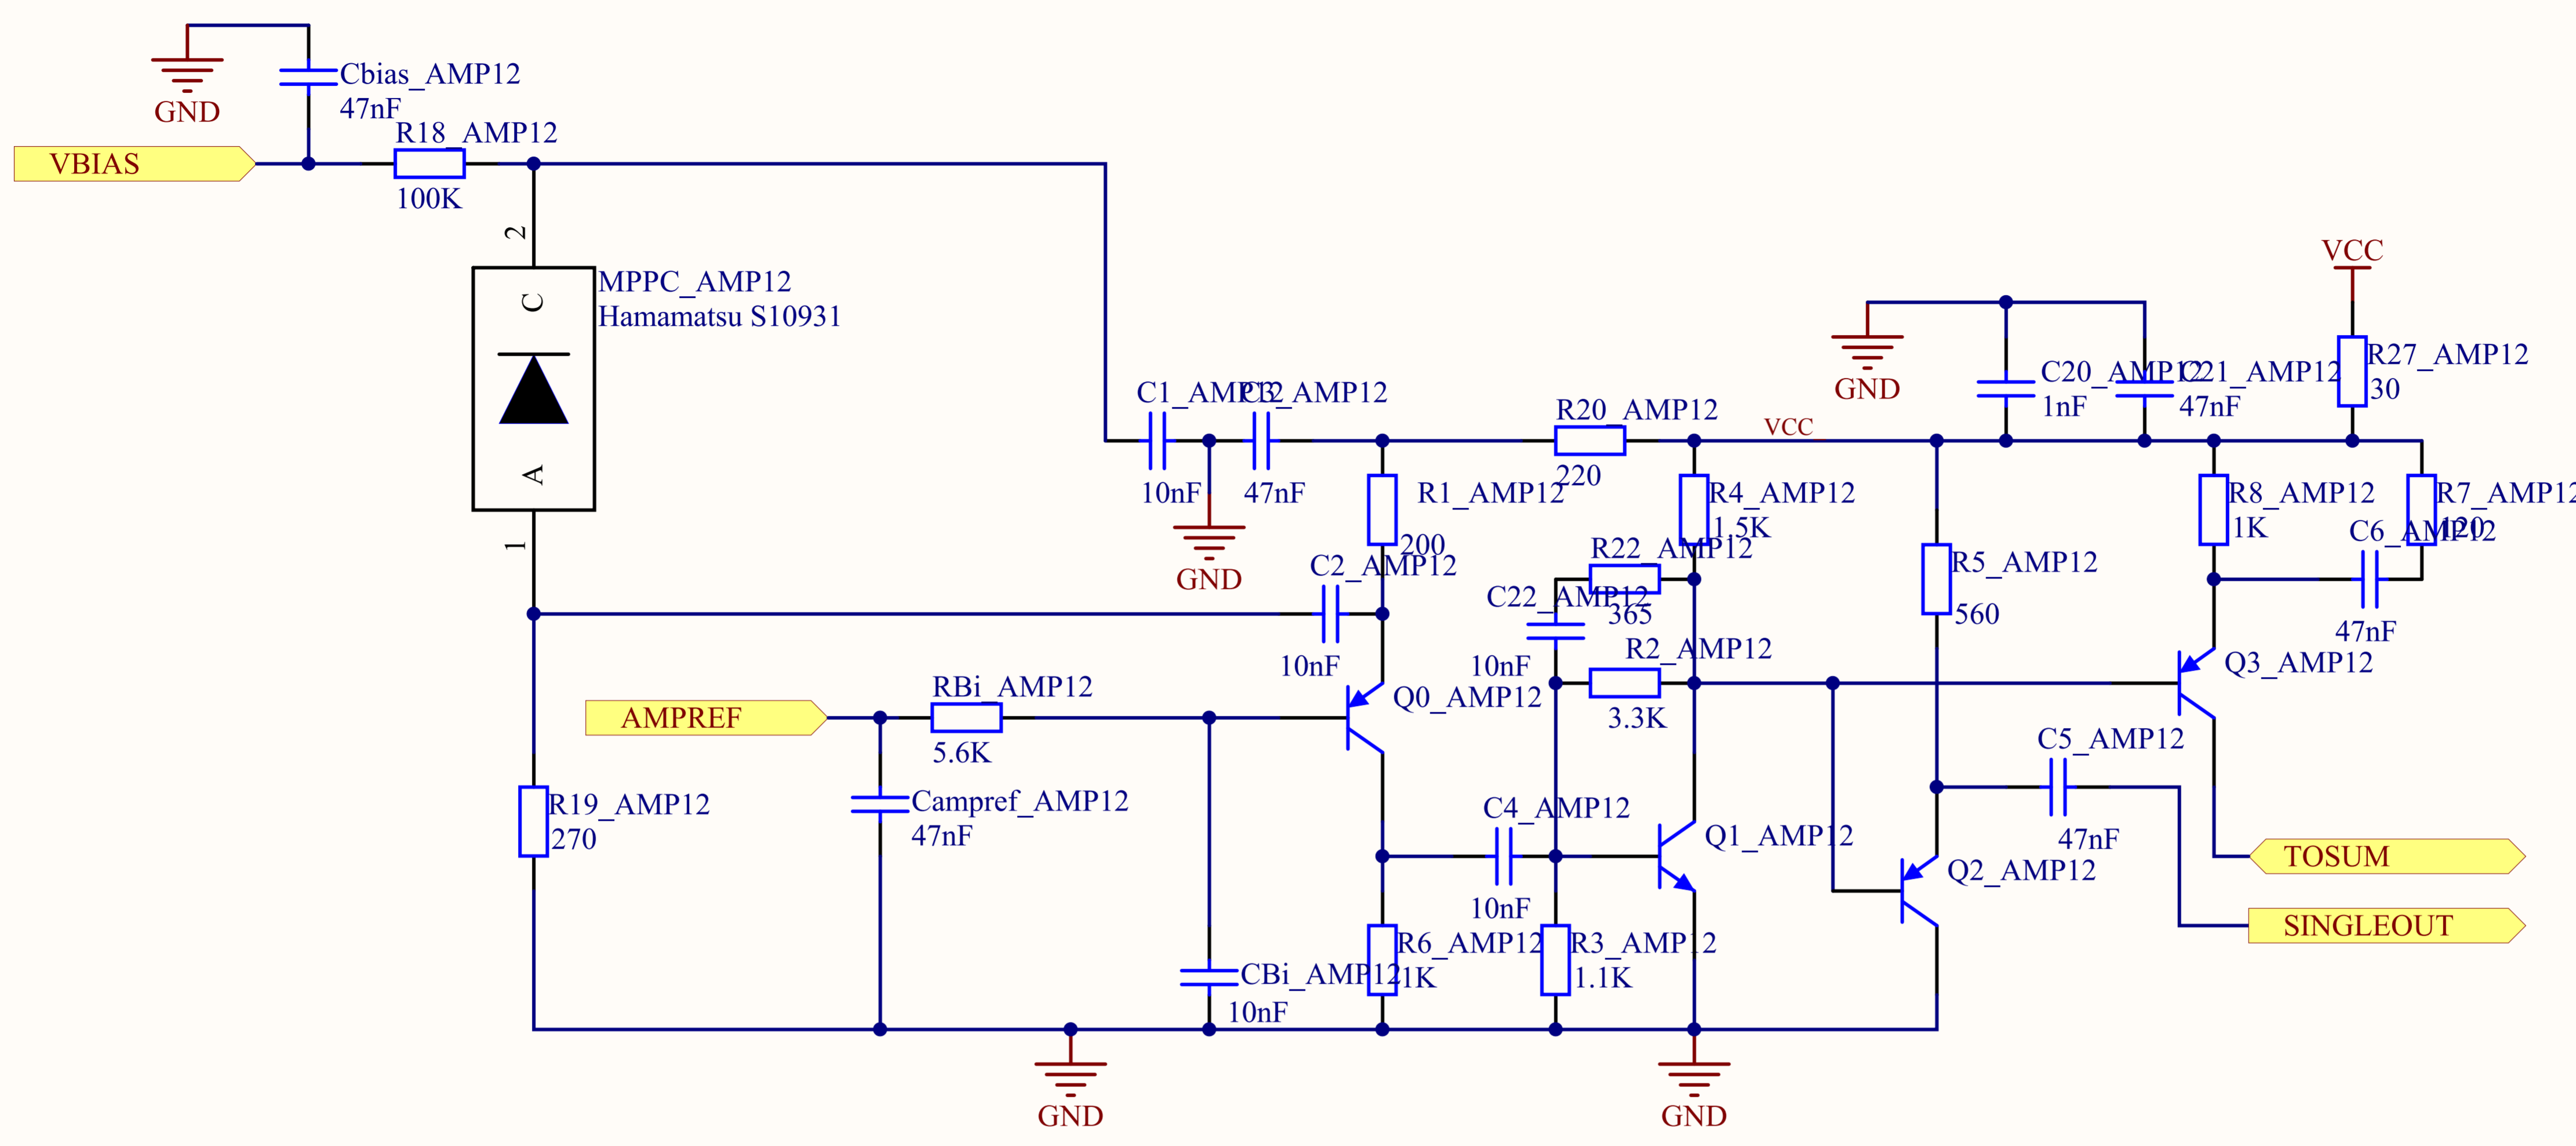 Cbias_AMP12
47nF
GND
R18_AMP12
VBIAS
100K
2
C
MPPC_AMP12
Hamamatsu S10931
A
1
VCC
R27_AMP12
30
C20_AMP12
1nF
C21_AMP12
47nF
GND
C1_AMP12
10nF
C3_AMP12
47nF
GND
R20_AMP12
220
VCC
R1_AMP12
200
R4_AMP12
1.5K
R8_AMP12
1K
R7_AMP12
120
C6_AMP12
47nF
C2_AMP12
10nF
R22_AMP12
365
C22_AMP12
10nF
R5_AMP12
560
R2_AMP12
3.3K
Q3_AMP12
RBi_AMP12
5.6K
AMPREF
Q0_AMP12
C5_AMP12
47nF
R19_AMP12
270
Campref_AMP12
47nF
C4_AMP12
10nF
Q1_AMP12
Q2_AMP12
TOSUM
SINGLEOUT
R6_AMP12
1K
R3_AMP12
1.1K
CBi_AMP12
10nF
GND
GND